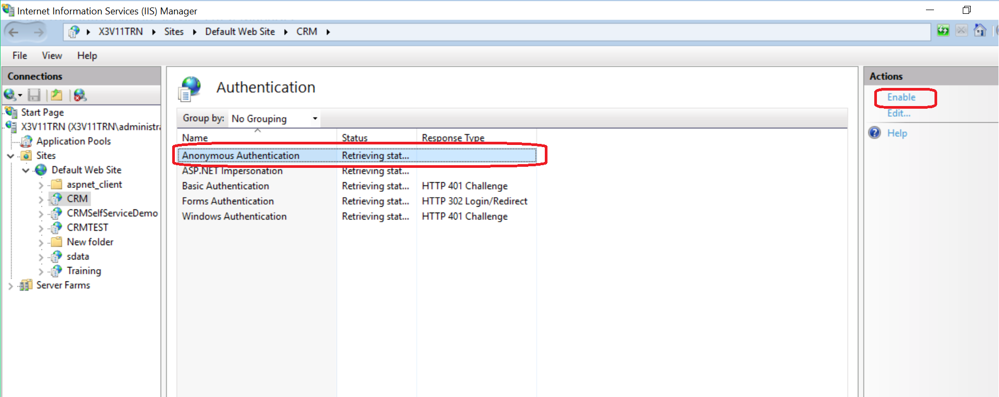 Internet Information Services (IIS) Manager
X3V11TRN Sites Default Web Site CRM
File View Help
Connections
Start Page
X3V11TRN (X3V11TRN\administra
Application Pools
Sites
Default Web Site
aspnet_client
CRM
CRMSelfServiceDemo
CRMTEST
New folder
sdata
Training
Server Farms
Authentication
Group by: No Grouping
Name Status Response Type
Anonymous Authentication Retrieving stat...
ASP.NET Impersonation Retrieving stat...
Basic Authentication Retrieving stat... HTTP 401 Challenge
Forms Authentication Retrieving stat... HTTP 302 Login/Redirect
Windows Authentication Retrieving stat... HTTP 401 Challenge
Actions
Enable
Edit...
Help